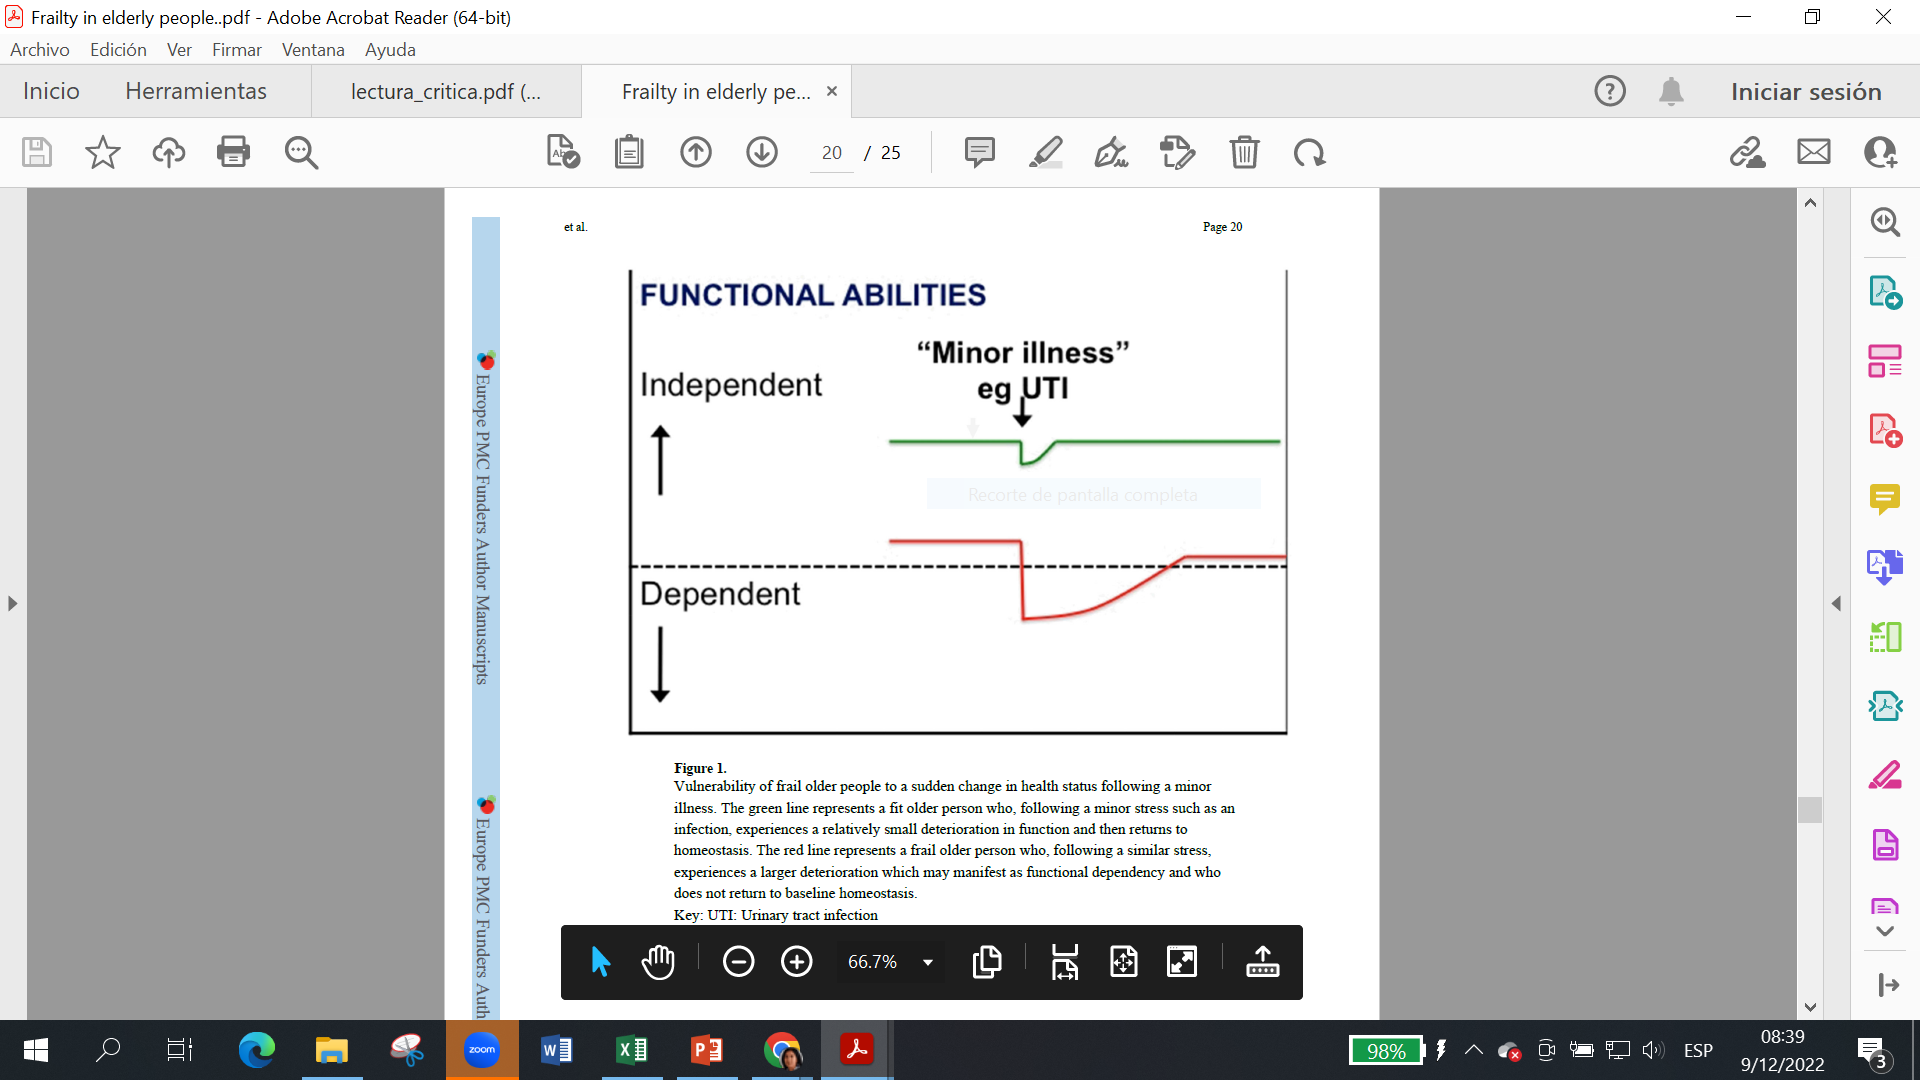 Frailty in elderly people..pdf - Adobe Acrobat Reader (64-bit)
Archivo Edición Ver Firmar Ventana Ayuda
Inicio Herramientas lectura_critica.pdf (... Frailty in elderly pe... Iniciar sesión
20 / 25
et al. Page 20
FUNCTIONAL ABILITIES
“Minor illness”
eg UTI
Independent
Recorte de pantalla completa
Dependent
Europe PMC Funders Author Manuscripts
Europe PMC Funders Auth
Figure 1.
Vulnerability of frail older people to a sudden change in health status following a minor
illness. The green line represents a fit older person who, following a minor stress such as an
infection, experiences a relatively small deterioration in function and then returns to
homeostasis. The red line represents a frail older person who, following a similar stress,
experiences a larger deterioration which may manifest as functional dependency and who
does not return to baseline homeostasis.
Key: UTI: Urinary tract infection
66.7%
zoom
98% ESP
08:39
9/12/2022
3